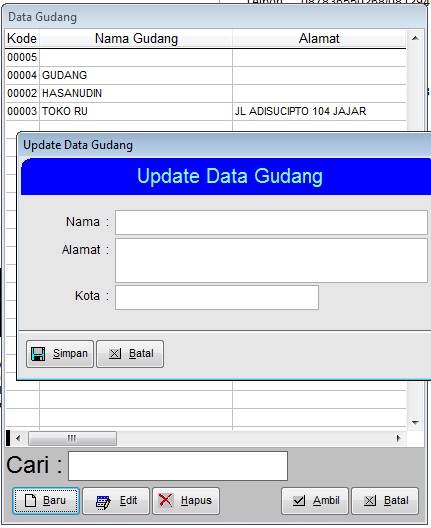 Data Gudang
Kode Nama Gudang Alamat
00005
00004 GUDANG
00002 HASANUDIN
00003 TOKO RU JL ADISUCIPTO 104 JAJAR
Update Data Gudang
Update Data Gudang
Nama :
Alamat :
Kota :
Simpan Batal
Cari :
Baru Edit Hapus Ambil Batal